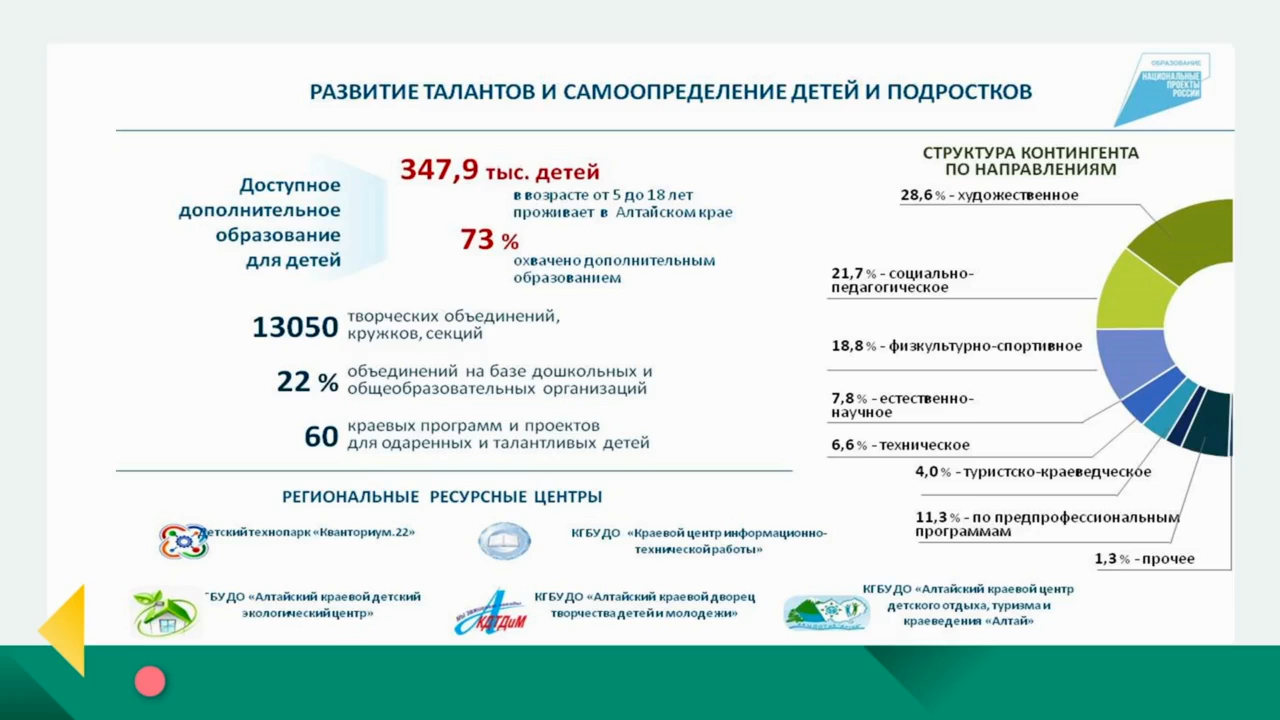 ОБРАЗОВАНИЕ
НАЦИОНАЛЬНЫЕ
ПРОЕКТЫ
РОССИИ
РАЗВИТИЕ ТАЛАНТОВ И САМООПРЕДЕЛЕНИЕ ДЕТЕЙ И ПОДРОСТКОВ
Доступное
дополнительное
образование
для детей
347,9 тыс. детей
в возрасте от 5 до 18 лет
проживает в Алтайском крае
73 %
охвачено дополнительным
образованием
13050 творческих объединений,
кружков, секций
22 % объединений на базе дошкольных и
общеобразовательных организаций
60 краевых программ и проектов
для одаренных и талантливых детей
СТРУКТУРА КОНТИНГЕНТА
ПО НАПРАВЛЕНИЯМ
28,6 % - художественное
21,7 % - социально-
педагогическое
18,8 % - физкультурно-спортивное
7,8 % - естественно-
научное
6,6 % - техническое
4,0 % - туристско-краеведческое
11,3 % - по предпрофессиональным
программам
1,3 % - прочее
РЕГИОНАЛЬНЫЕ РЕСУРСНЫЕ ЦЕНТРЫ
Детский технопарк «Кванториум.22»
КГБУДО «Краевой центр информационно-
технической работы»
КГБУДО «Алтайский краевой детский
экологический центр»
КДТДиМ
КГБУДО «Алтайский краевой дворец
творчества детей и молодежи»
КГБУДО «Алтайский краевой центр
детского отдыха, туризма и
краеведения «Алтай»